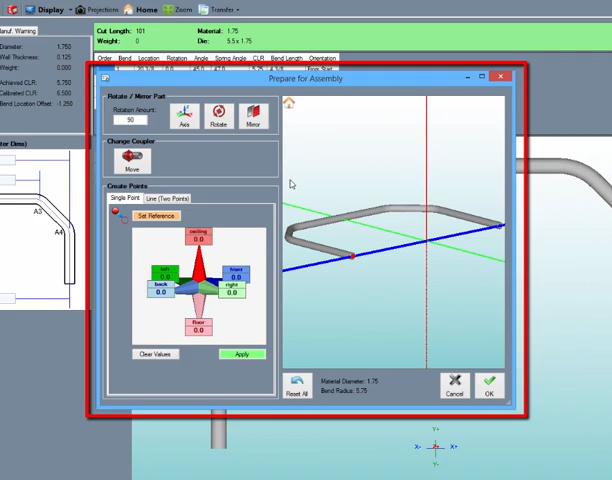 Display Projections Home Zoom Transfer
Manuf. Warning
Diameter: 1.750
Wall Thickness: 0.125
Weight: 0.000
Achieved CLR: 5.750
Calibrated CLR: 6.500
Bend Location Offset: -1.250
Cut Length: 101 Material: 1.75
Weight: 0 Die: 5.5 x 1.75
Order Bend Location Rotation Angle Spring Angle CLR Bend Length Orientation
Prepare for Assembly
Rotate / Mirror Part
Rotation Amount:
90
Axis Rotate Mirror
Change Coupler
Move
Create Points
Single Point Line (Two Points)
Set Reference
ceiling
0.0
left
0.0
front
0.0
back
0.0
right
0.0
floor
0.0
Clear Values Apply
Reset All
Material Diameter: 1.75
Bend Radius: 5.75
Cancel OK
A3
A4
Y+
X- Z+ X+
Y-